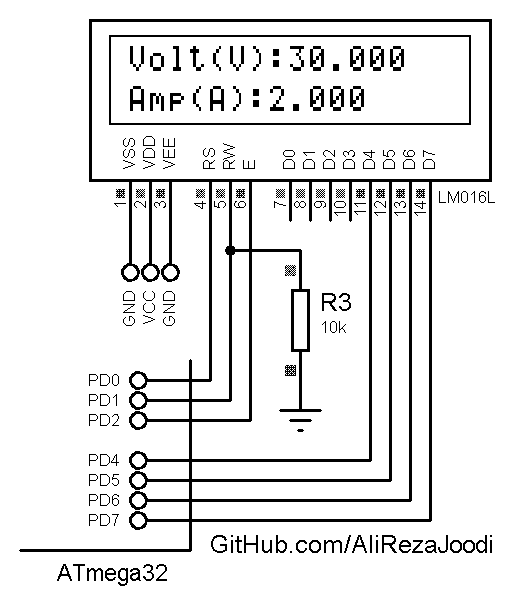 Volt(V):30.000
Amp(A):2.000
VSS VDD VEE RS RW E D0 D1 D2 D3 D4 D5 D6 D7
1 2 3 4 5 6 7 8 9 10 11 12 13 14 LM016L
GND VCC GND
R3
10k
PD0
PD1
PD2
PD4
PD5
PD6
PD7
GitHub.com/AliRezaJoodi
ATmega32